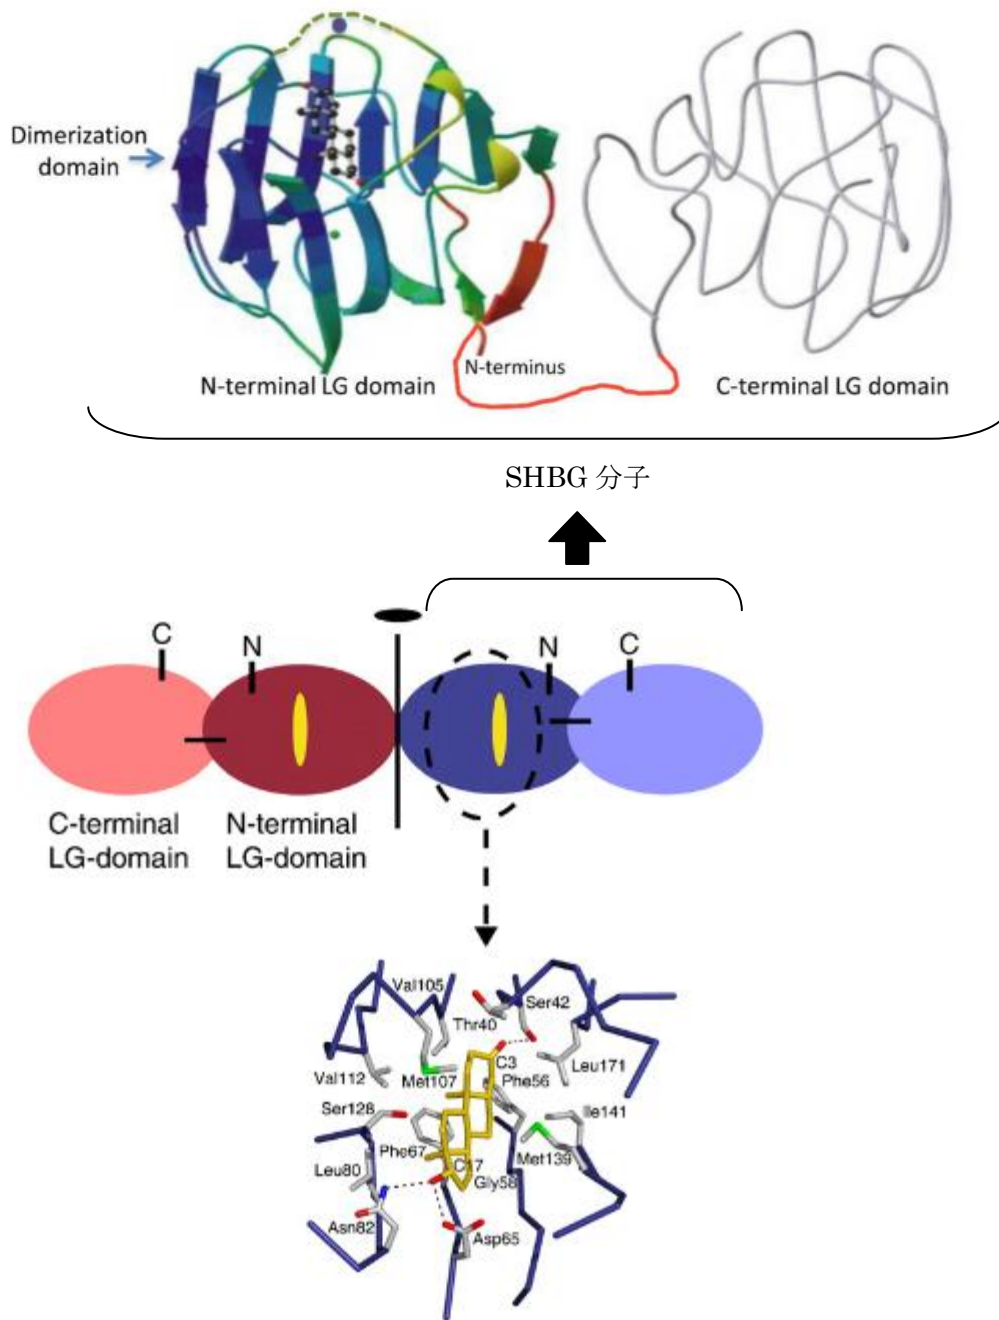 Dimerization
domain
N-terminus
N-terminal LG domain
C-terminal LG domain
SHBG 分子
C
N
N
C
C-terminal
LG-domain
N-terminal
LG-domain
Val105
Ser42
Thr40
C3
Leu171
Val112
Met107
Phe56
Ser128
Ile141
Phe67
Met139
Leu80
C17
Gly58
Asn82
Asp65